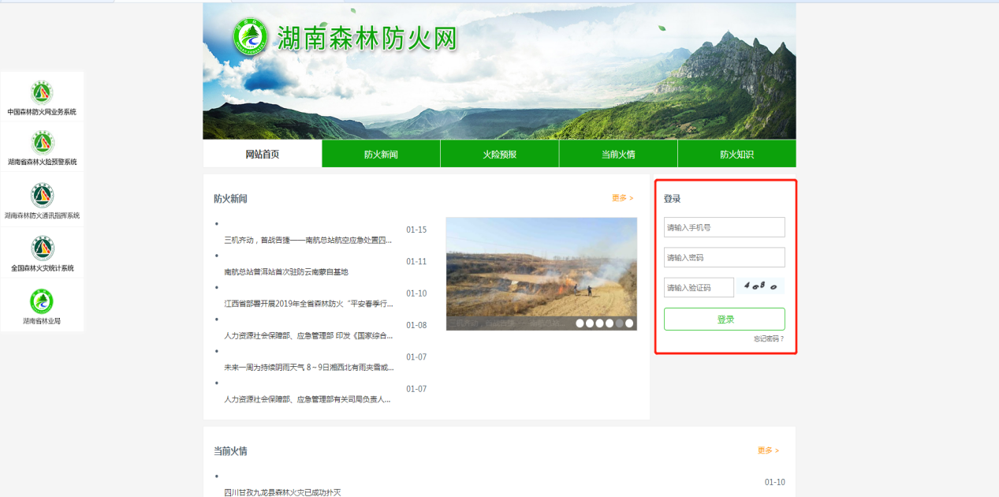 湖南森林防火网
中国森林防火网业务系统
湖南省森林火险预警系统
湖南森林防火通讯指挥系统
全国森林火灾统计系统
湖南省林业局
网站首页
防火新闻
火险预报
当前火情
防火知识
防火新闻
更多 >
三机齐动，首战告捷——南航总站航空应急处置四...
01-15
南航总站普洱站首次驻防云南蒙自基地
01-11
江西省部署开展2019年全省森林防火“平安春季行...
01-10
人力资源社会保障部、应急管理部 印发《国家综合...
01-08
未来一周为持续阴雨天气 8～9日湘西北有雨夹雪或...
01-07
人力资源社会保障部、应急管理部有关司局负责人...
01-07
登录
请输入手机号
请输入密码
请输入验证码
4680
登录
忘记密码？
当前火情
更多 >
四川甘孜九龙县森林火灾已成功扑灭
01-10